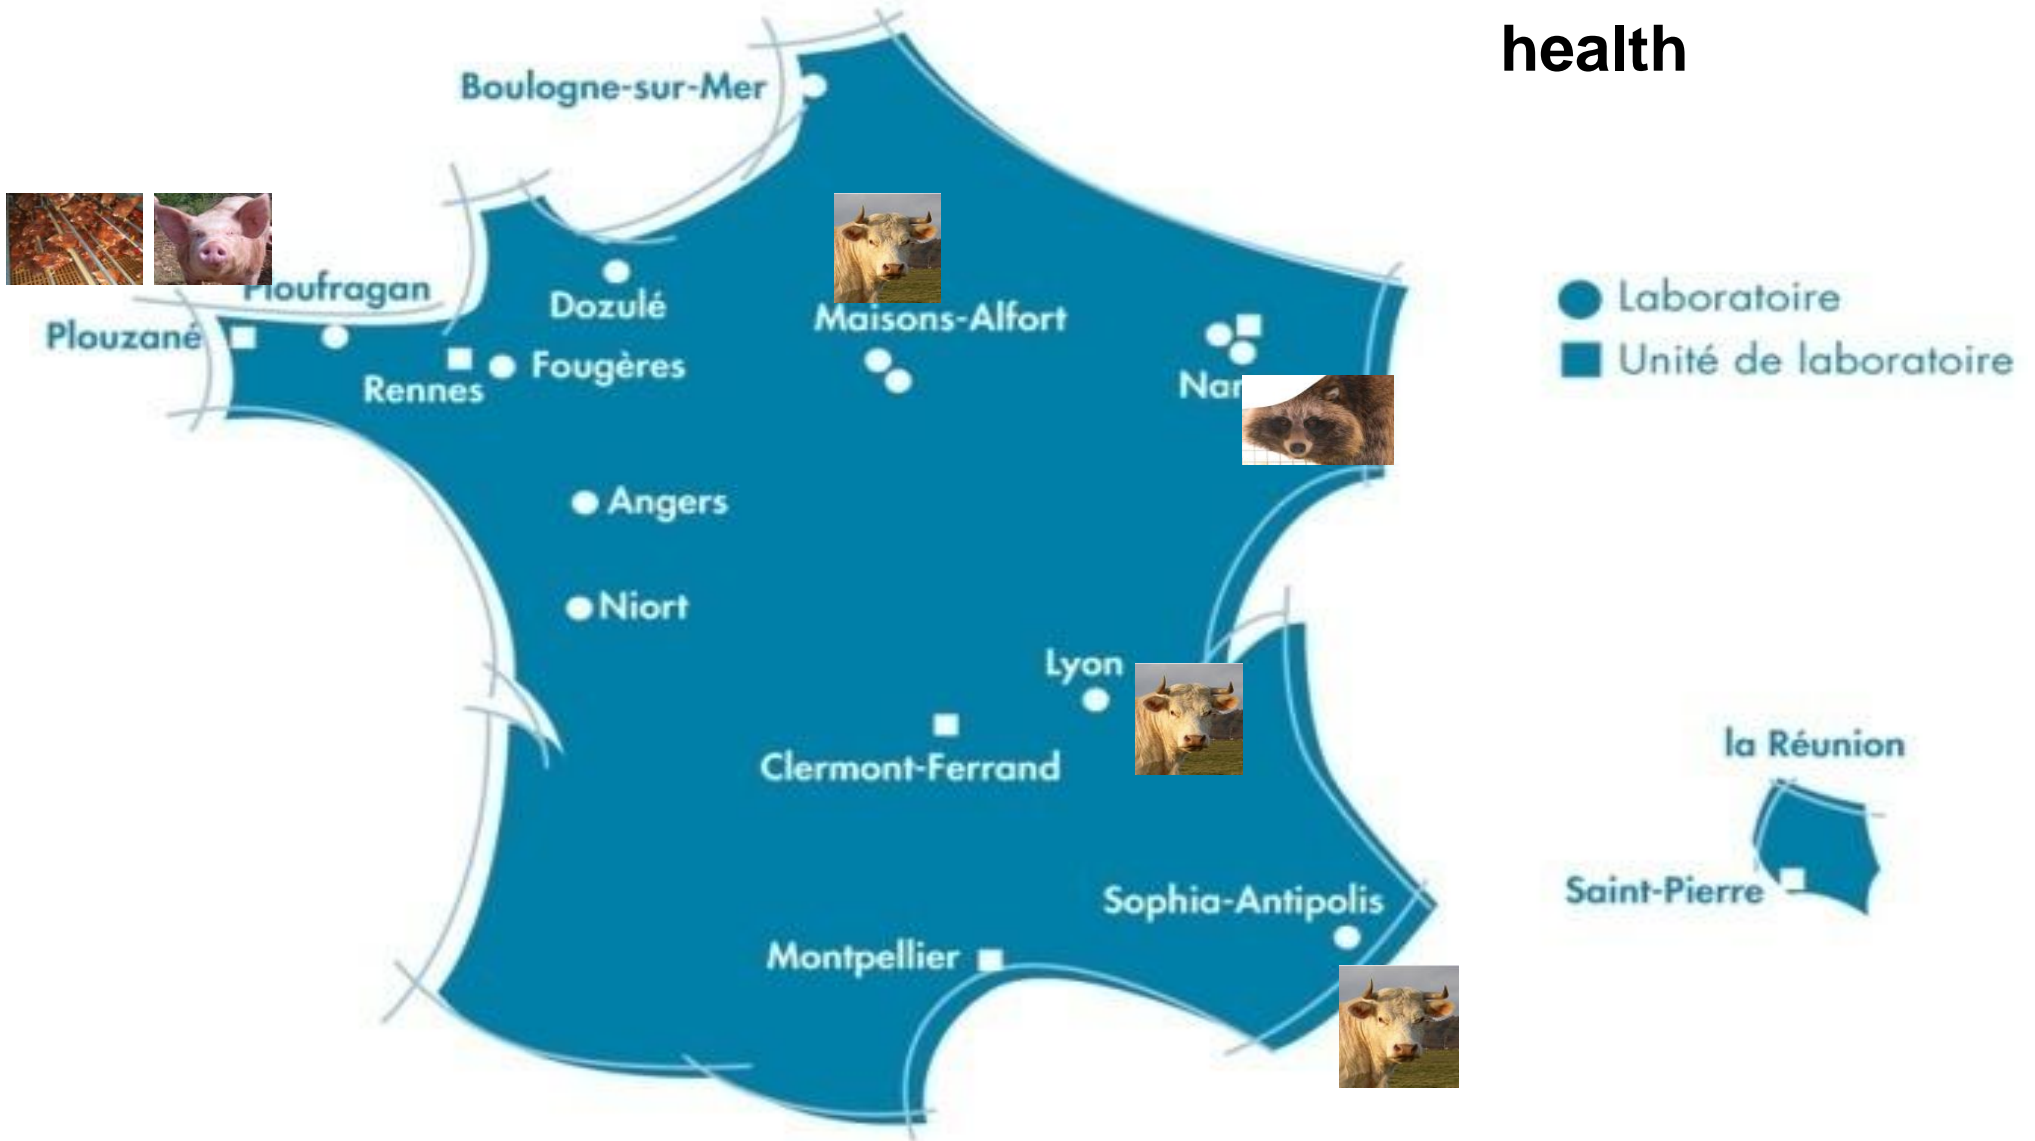 health
Boulogne-sur-Mer
Ploufragan
Dozulé
Maisons-Alfort
Laboratoire
Plouzané
Fougères
Unité de laboratoire
Rennes
Angers
Niort
Lyon
la Réunion
Clermont-Ferrand
Sophia-Antipolis
Saint-Pierre
Montpellier